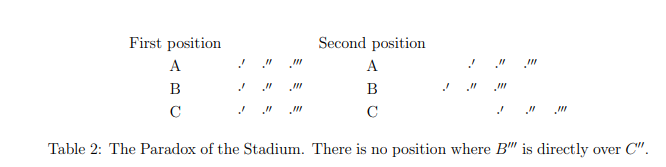 First position Second position
A .′ .″ .‴ A .′ .″ .‴
B .′ .″ .‴ B .′ .″ .‴
C .′ .″ .‴ C .′ .″ .‴
Table 2: The Paradox of the Stadium. There is no position where B‴ is directly over C″.